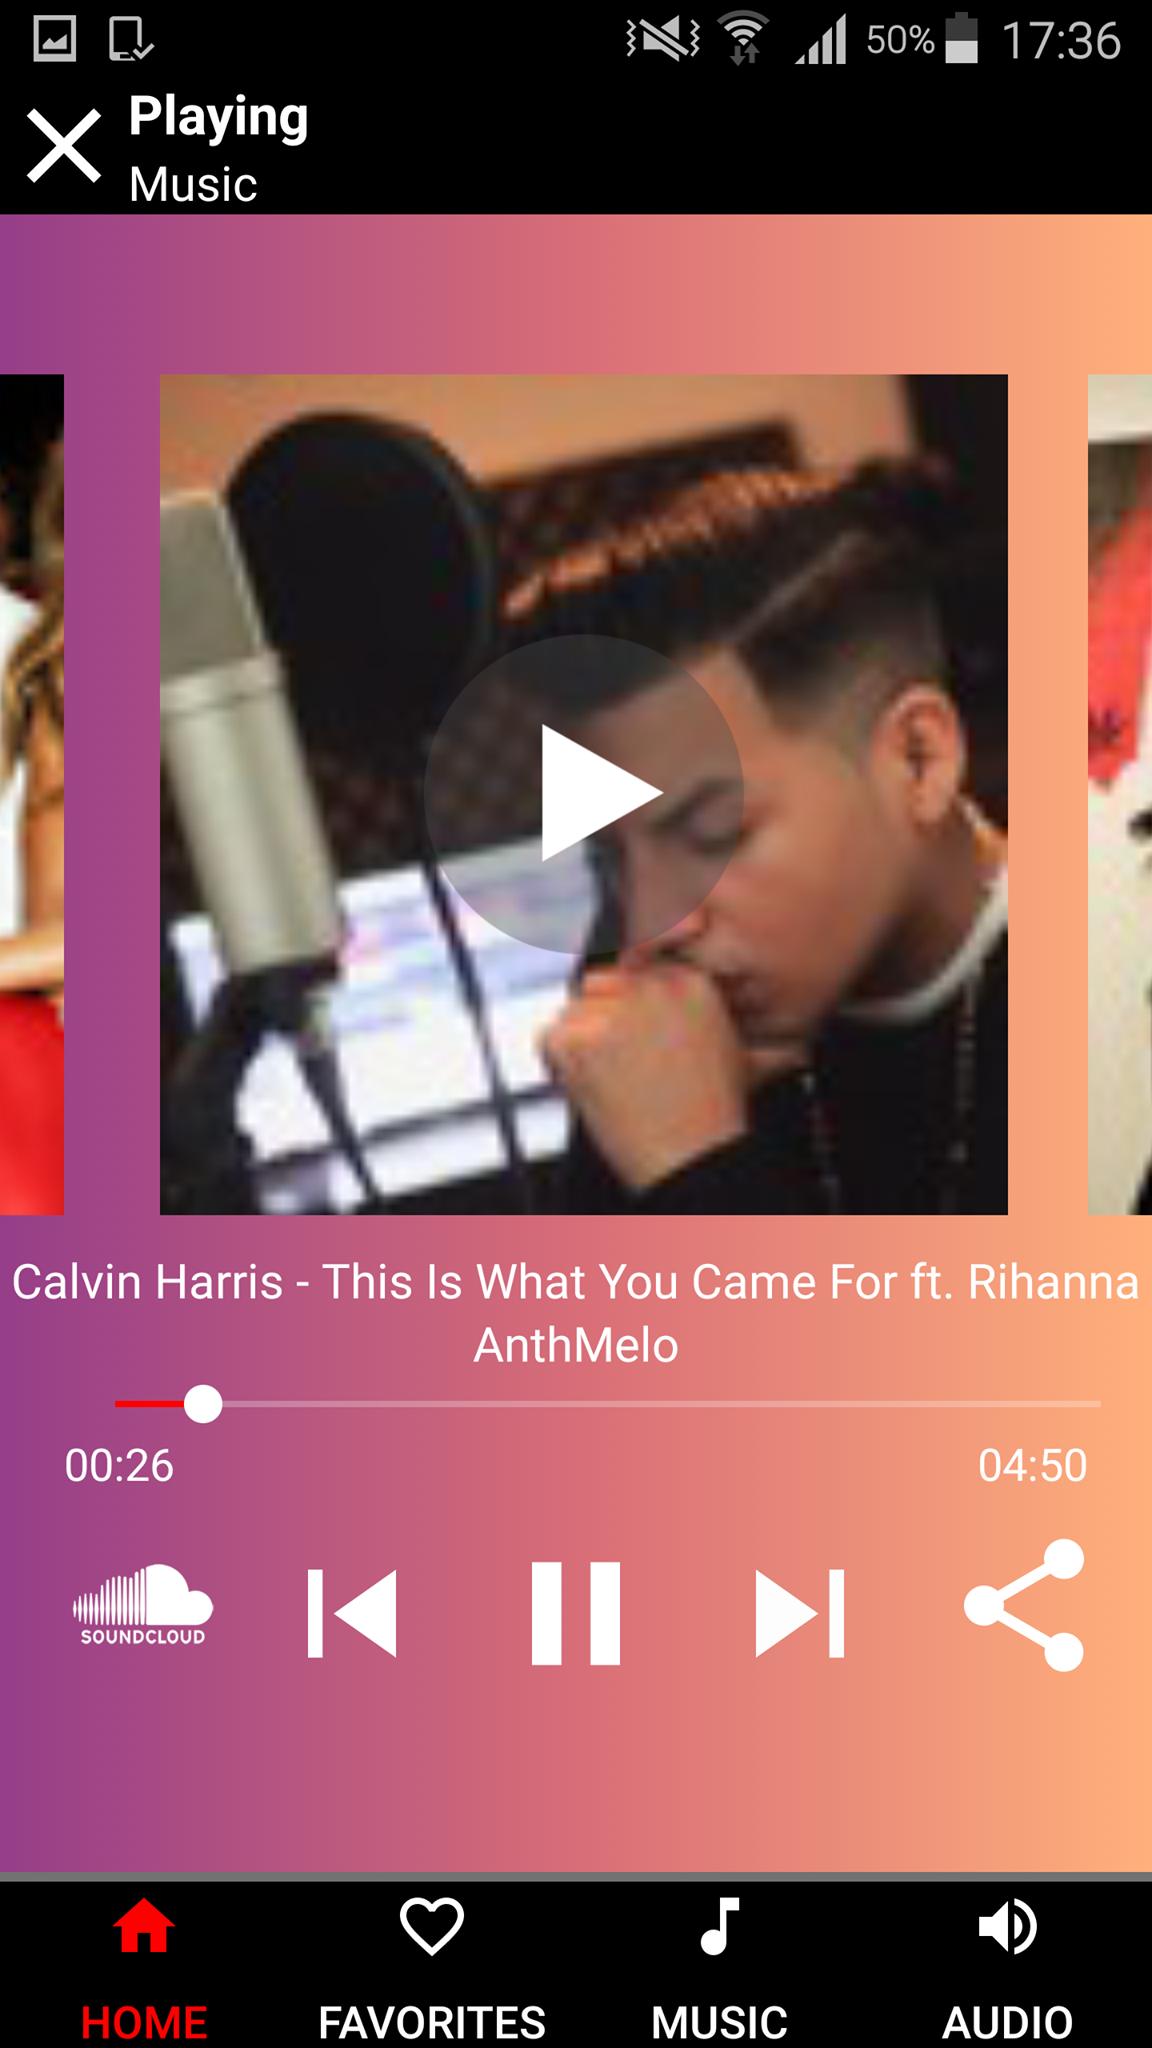 50% 17:36
Playing
Music
Calvin Harris - This Is What You Came For ft. Rihanna
AnthMelo
00:26 04:50
SOUNDCLOUD
HOME FAVORITES MUSIC AUDIO